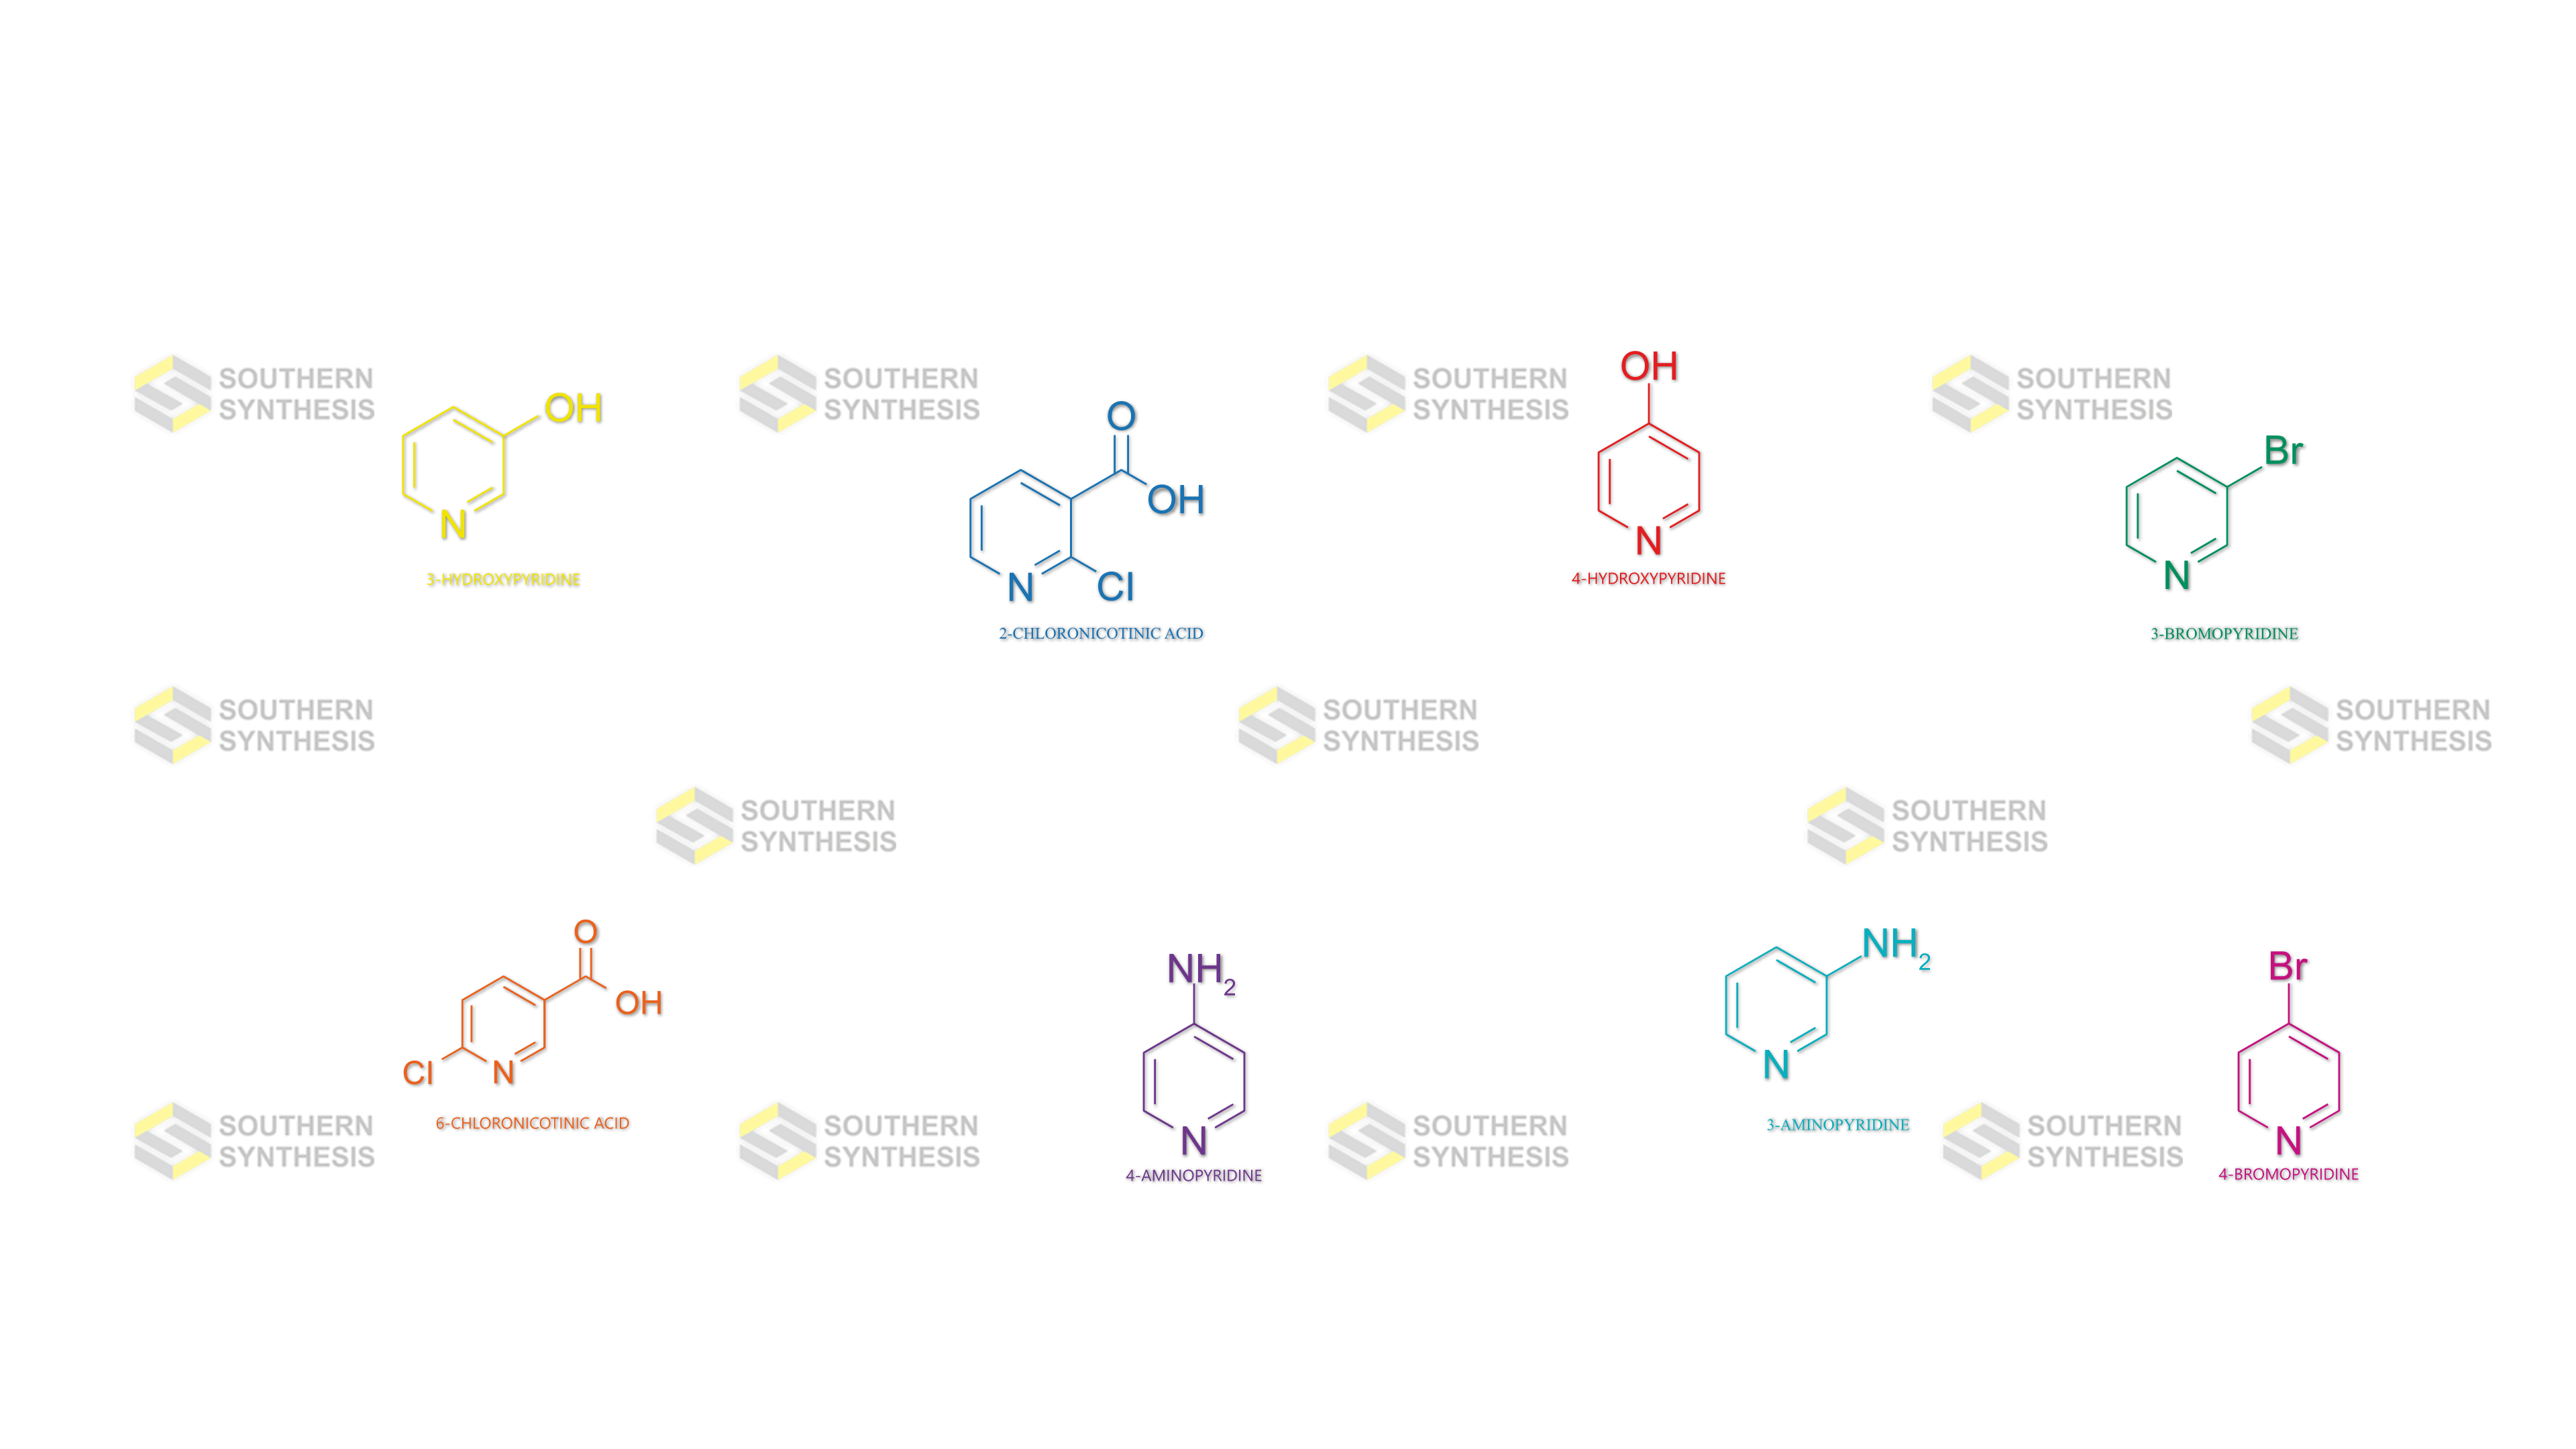 SOUTHERN
SYNTHESIS
OH
N
3-HYDROXYPYRIDINE
SOUTHERN
SYNTHESIS
O
OH
N
Cl
2-CHLORONICOTINIC ACID
SOUTHERN
SYNTHESIS
OH
N
4-HYDROXYPYRIDINE
SOUTHERN
SYNTHESIS
Br
N
3-BROMOPYRIDINE
SOUTHERN
SYNTHESIS
SOUTHERN
SYNTHESIS
SOUTHERN
SYNTHESIS
SOUTHERN
SYNTHESIS
SOUTHERN
SYNTHESIS
O
OH
Cl
N
6-CHLORONICOTINIC ACID
NH2
N
4-AMINOPYRIDINE
NH2
N
3-AMINOPYRIDINE
Br
N
4-BROMOPYRIDINE
SOUTHERN
SYNTHESIS
SOUTHERN
SYNTHESIS
SOUTHERN
SYNTHESIS
SOUTHERN
SYNTHESIS